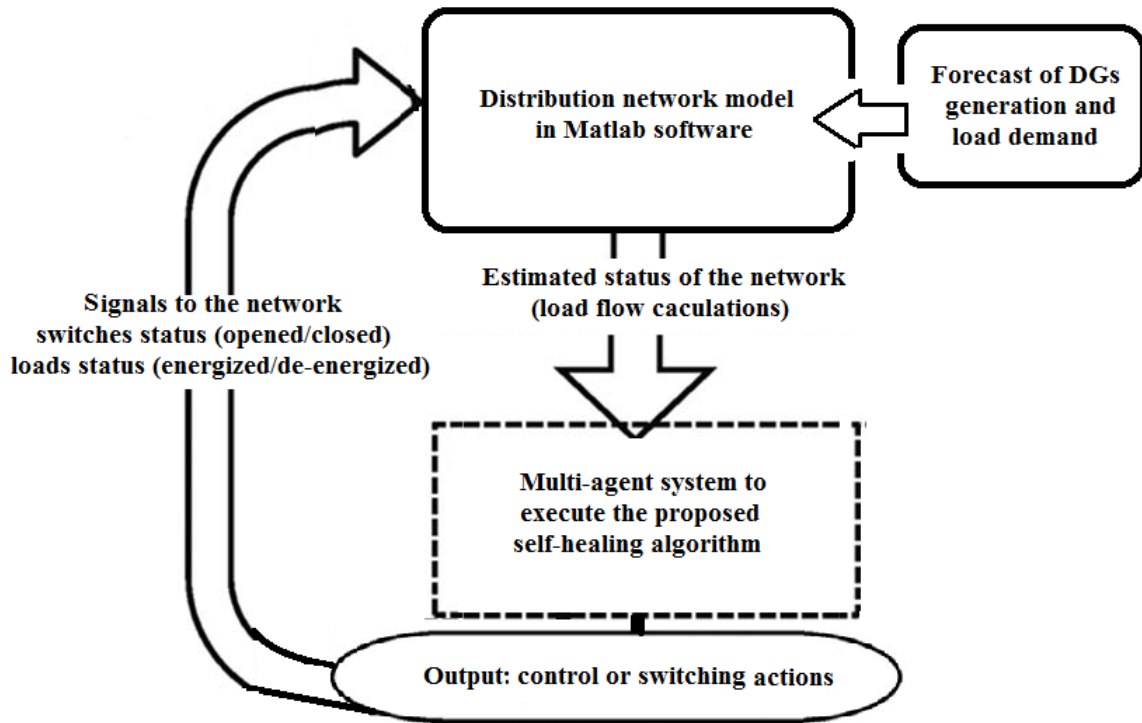 Distribution network model
in Matlab software
Forecast of DGs
generation and
load demand
Estimated status of the network
(load flow caculations)
Signals to the network
switches status (opened/closed)
loads status (energized/de-energized)
Multi-agent system to
execute the proposed
self-healing algorithm
Output: control or switching actions